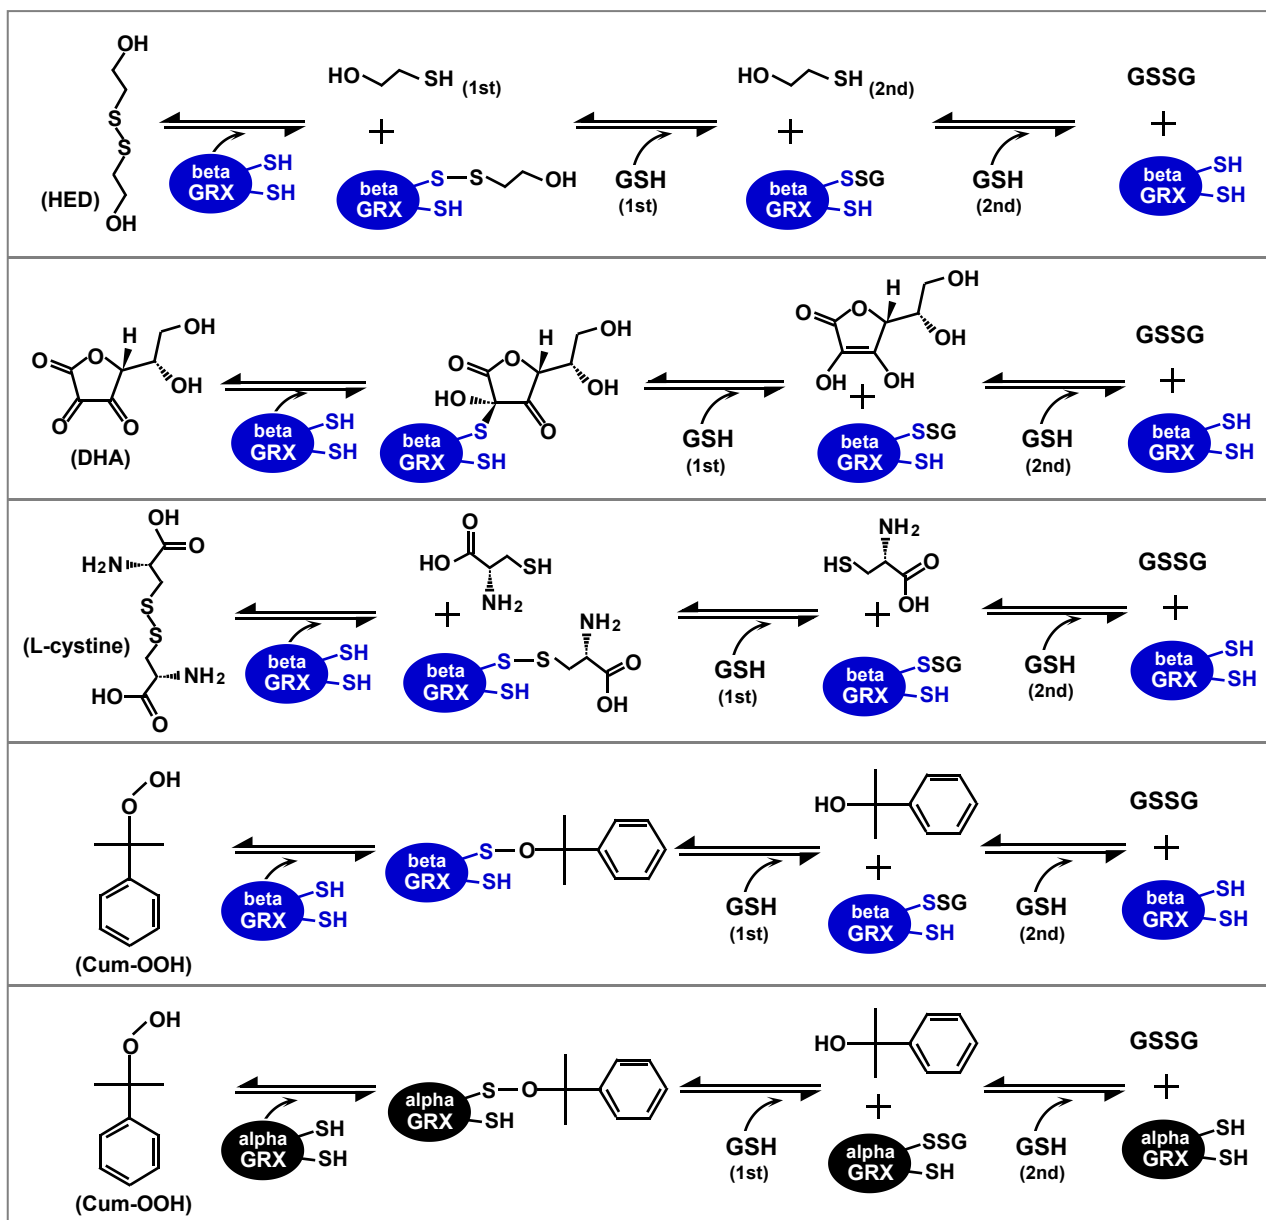 OH
S
S
(HED)
OH
beta
GRX
SH
SH
HO
SH
(1st)
+
beta
GRX
S
S
OH
SH
GSH
(1st)
HO
SH
(2nd)
+
beta
GRX
SSG
SH
GSH
(2nd)
GSSG
+
beta
GRX
SH
SH
O
O
H
OH
OH
O
O
(DHA)
beta
GRX
SH
SH
O
O
H
OH
OH
HO
O
S
beta
GRX
SH
GSH
(1st)
O
O
H
OH
OH
OH
OH
+
beta
GRX
SSG
SH
GSH
(2nd)
GSSG
+
beta
GRX
SH
SH
OH
O
H2N
S
S
(L-cystine)
NH2
HO
O
beta
GRX
SH
SH
O
HO
SH
NH2
+
beta
GRX
S
S
NH2
O
OH
SH
GSH
(1st)
NH2
SH
O
OH
+
beta
GRX
SSG
SH
GSH
(2nd)
GSSG
+
beta
GRX
SH
SH
OH
O
(Cum-OOH)
beta
GRX
SH
SH
beta
GRX
S
O
SH
GSH
(1st)
HO
+
beta
GRX
SSG
SH
GSH
(2nd)
GSSG
+
beta
GRX
SH
SH
OH
O
(Cum-OOH)
alpha
GRX
SH
SH
alpha
GRX
S
O
SH
GSH
(1st)
HO
+
alpha
GRX
SSG
SH
GSH
(2nd)
GSSG
+
alpha
GRX
SH
SH